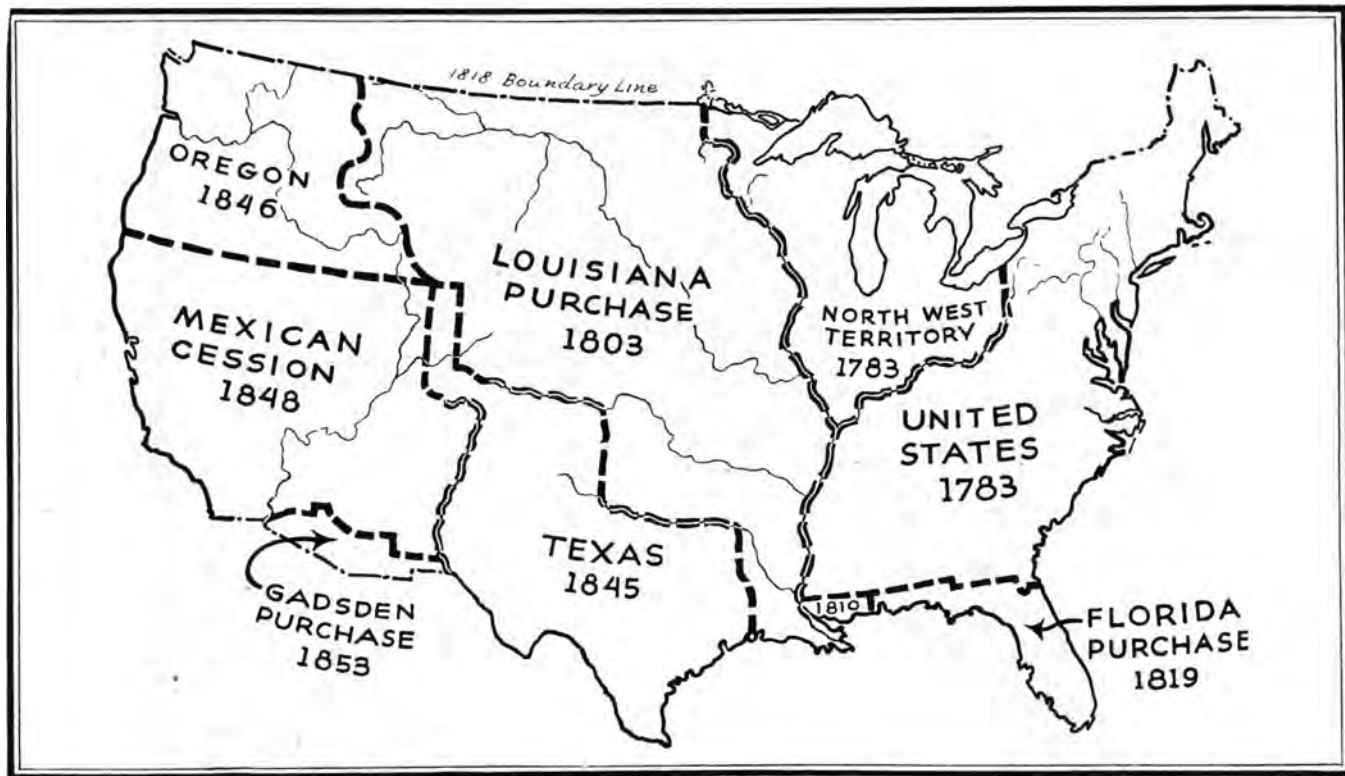 1818 Boundary Line
OREGON
1846
LOUISIANA
PURCHASE
1803
NORTH WEST
TERRITORY
1783
MEXICAN
CESSION
1848
UNITED
STATES
1783
TEXAS
1845
GADSDEN
PURCHASE
1853
1810
FLORIDA
PURCHASE
1819